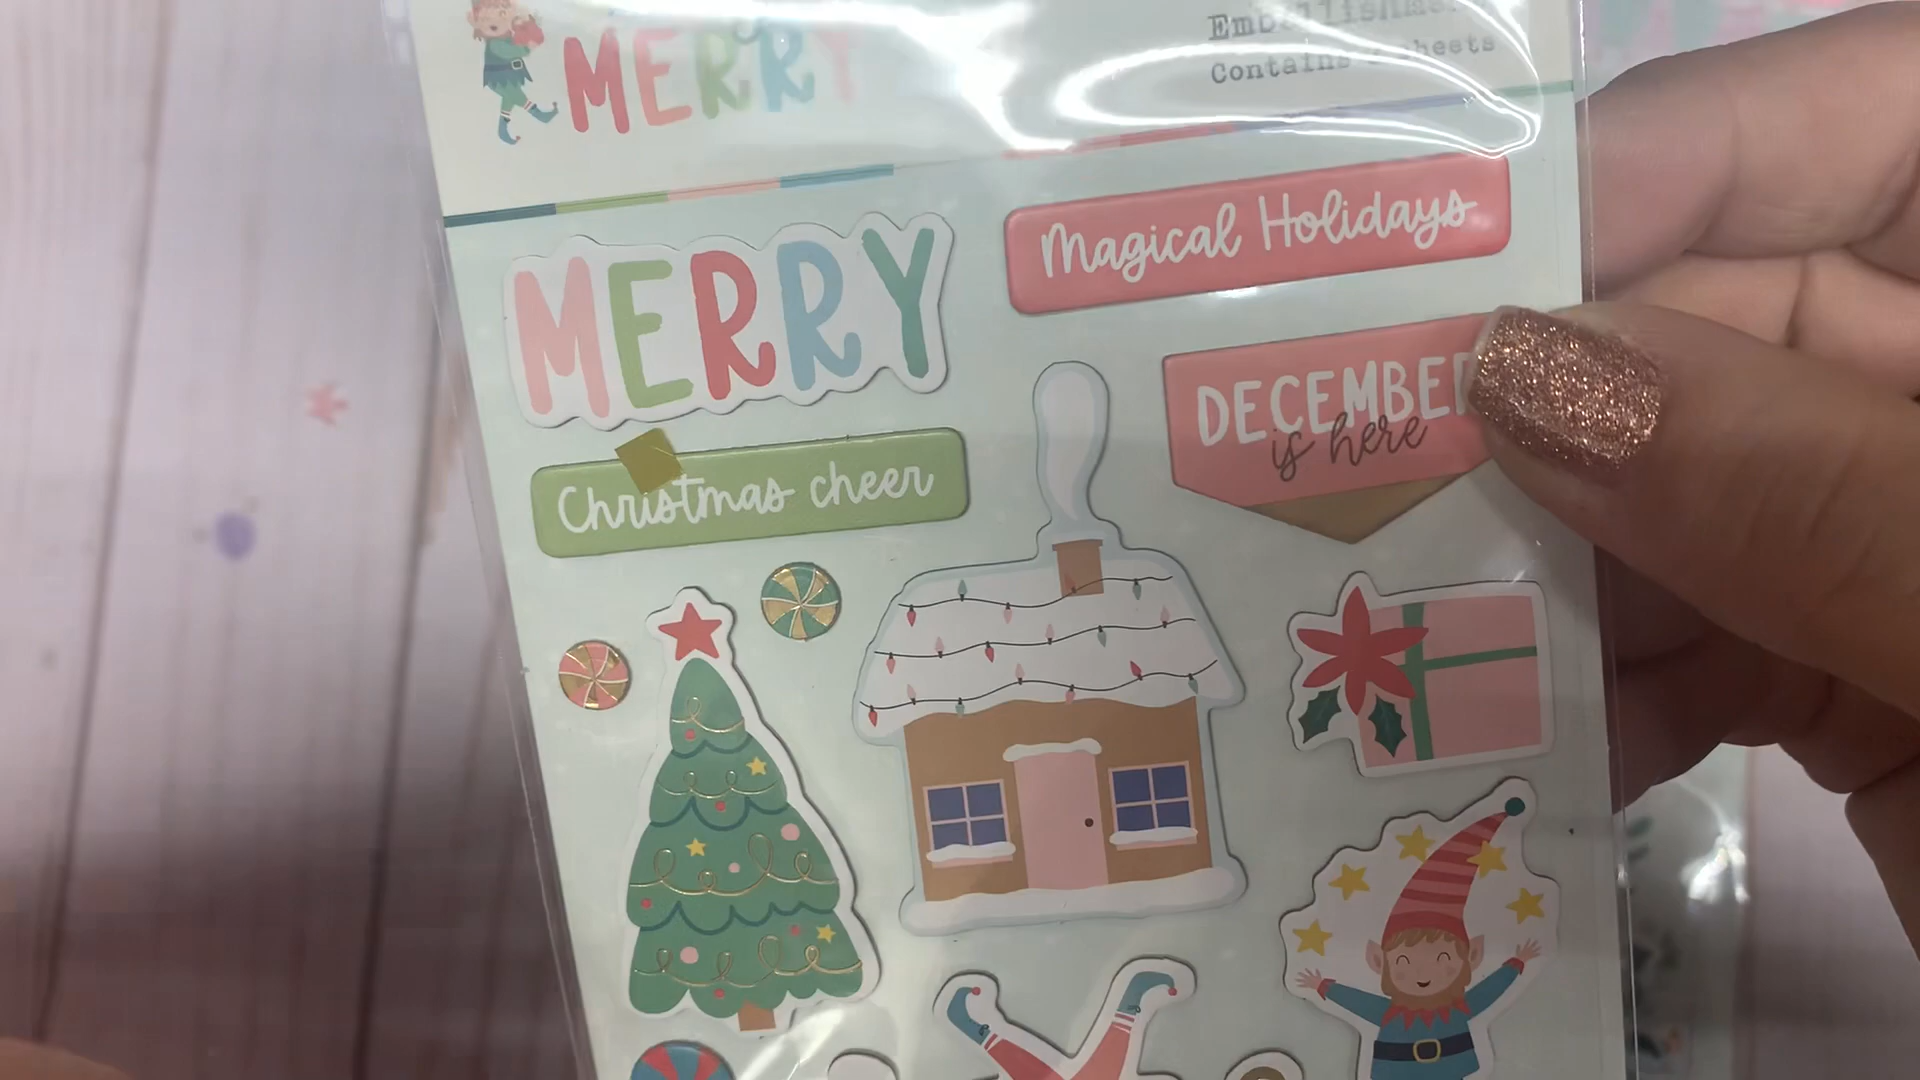 MERRY
Contains
MERRY
Magical Holidays
DECEMBER
is here
Christmas cheer